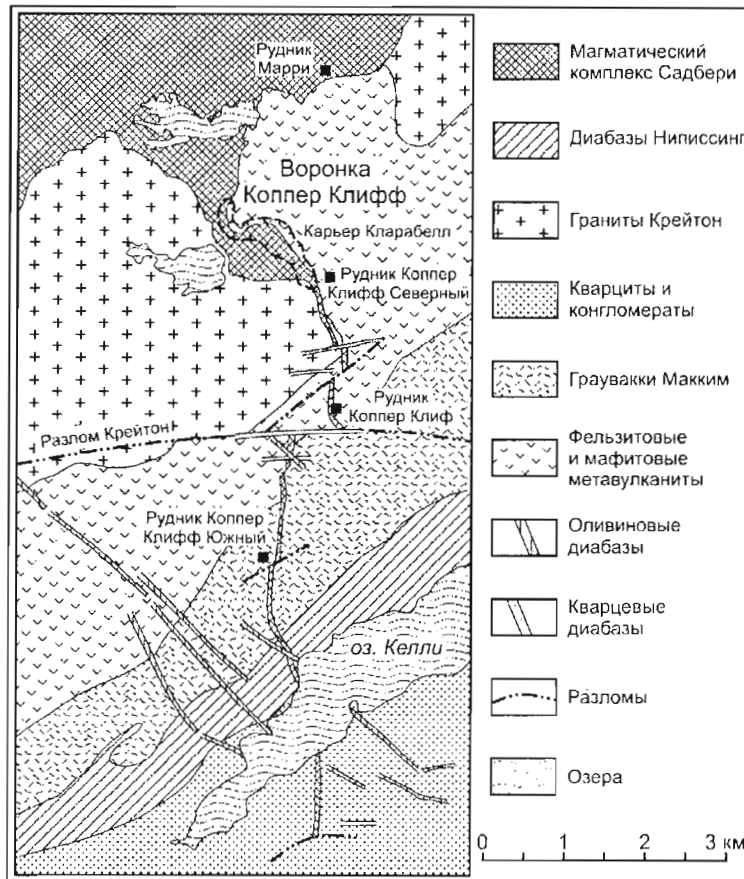 Рудник
Марри
Воронка
Коппер Клифф
Карьер Кларабелл
Рудник Коппер
Клифф Северный
Рудник
Коппер Клиф
Разлом Крейтон
Рудник Коппер
Клифф Южный
оз. Келли
Магматический
комплекс Садбери
Диабазы Ниписсинг
Граниты Крейтон
Кварциты и
конгломераты
Граувакки Макким
Фельзитовые
и мафитовые
метавулканиты
Оливиновые
диабазы
Кварцевые
диабазы
Разломы
Озера
0 1 2 3 км